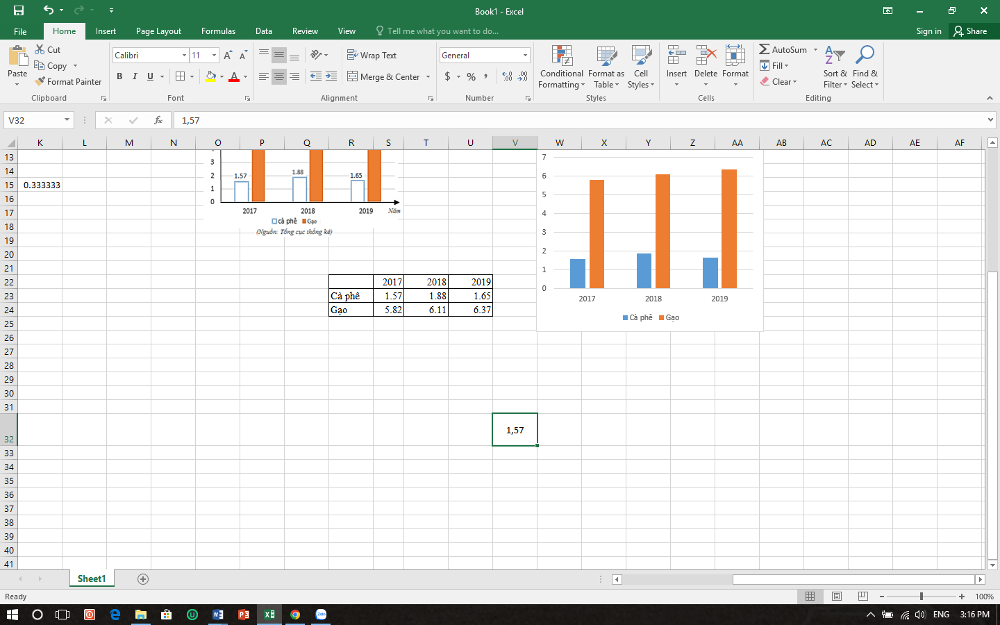 Book1 - Excel
File Home Insert Page Layout Formulas Data Review View Tell me what you want to do... Sign in Share
Paste
Cut
Copy
Format Painter
Clipboard
Calibri 11
B I U
Font
Wrap Text
Merge & Center
Alignment
General
$ % ,
Number
Conditional Formatting
Format as Table
Cell Styles
Styles
Insert
Delete
Format
Cells
AutoSum
Fill
Clear
Sort & Filter
Find & Select
Editing
V32 fx 1,57
K L M N O P Q R S T U V W X Y Z AA AB AC AD AE AF
13
14
15 0.333333
16
17
18
19
20
21
22
23
24
25
26
27
28
29
30
31
32
33
34
35
36
37
38
39
40
41
3
2
1
0
1.57 1.88 1.65
2017 2018 2019 Năm
cà phê Gạo
(Nguồn: Tổng cục thống kê)
2017 2018 2019
Cà phê 1.57 1.88 1.65
Gạo 5.82 6.11 6.37
7
6
5
4
3
2
1
0
2017 2018 2019
Cà phê Gạo
1,57
Sheet1
Ready 100%
ENG 3:16 PM